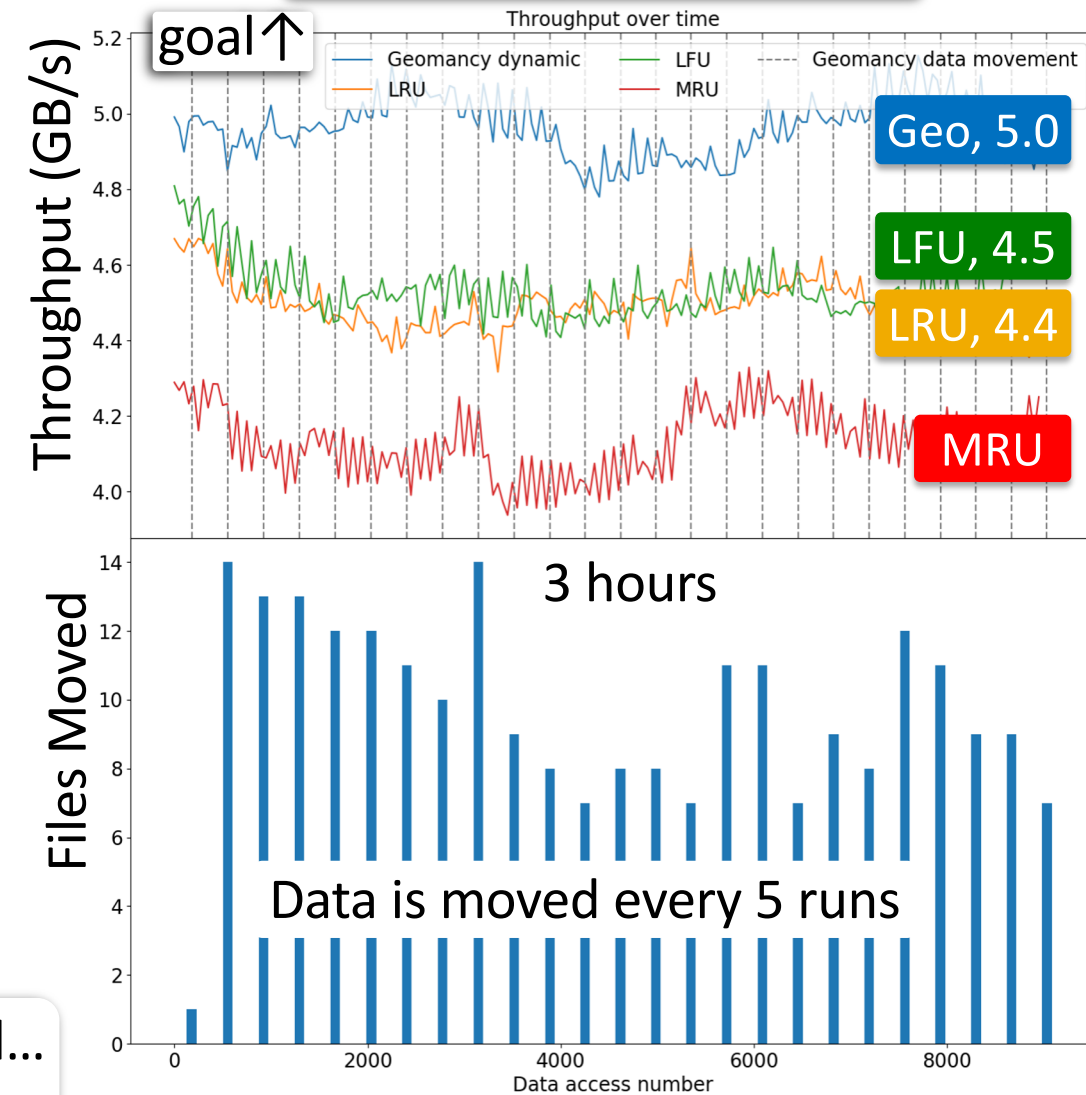 Throughput over time
goal↑
Throughput (GB/s)
5.2
5.0
4.8
4.6
4.4
4.2
4.0
Geomancy dynamic
LRU
LFU
MRU
Geomancy data movement
Geo, 5.0
LFU, 4.5
LRU, 4.4
MRU
Files Moved
14
12
10
8
6
4
2
0
3 hours
Data is moved every 5 runs
0 2000 4000 6000 8000
Data access number